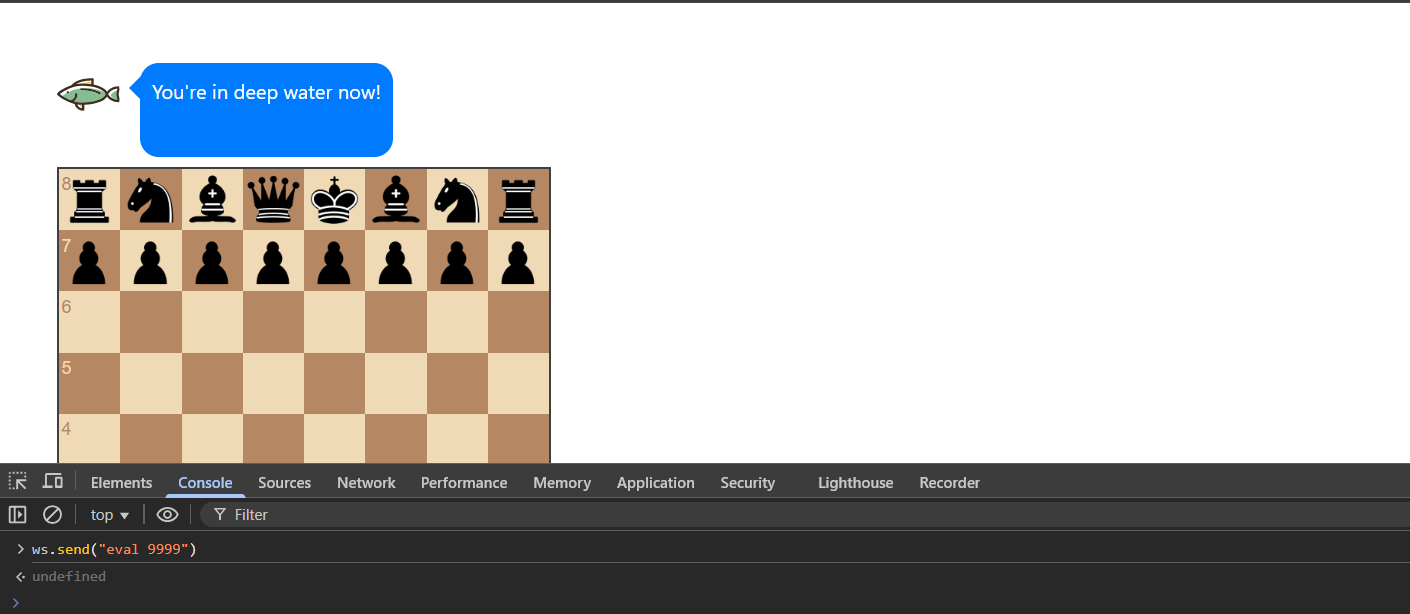 You're in deep water now!
8
7
6
5
4
Elements Console Sources Network Performance Memory Application Security Lighthouse Recorder
top Filter
ws.send("eval 9999")
undefined